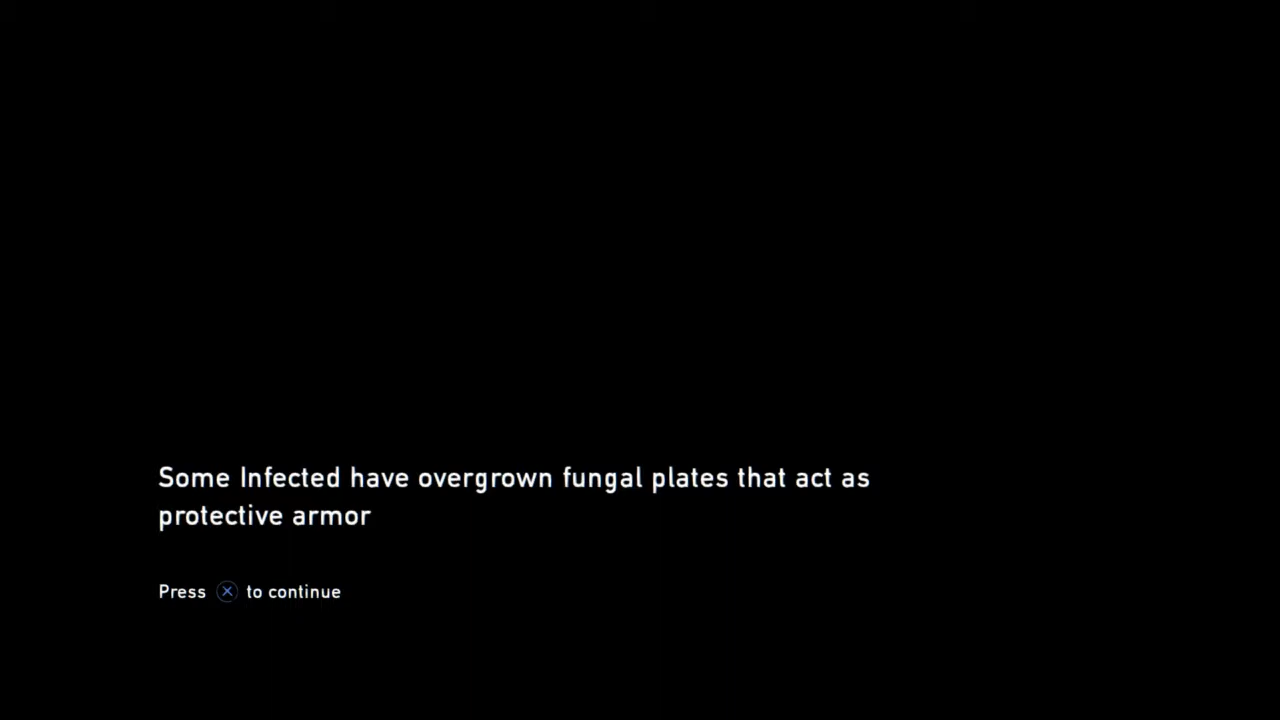 Some Infected have overgrown fungal plates that act as
protective armor
Press ⓧ to continue